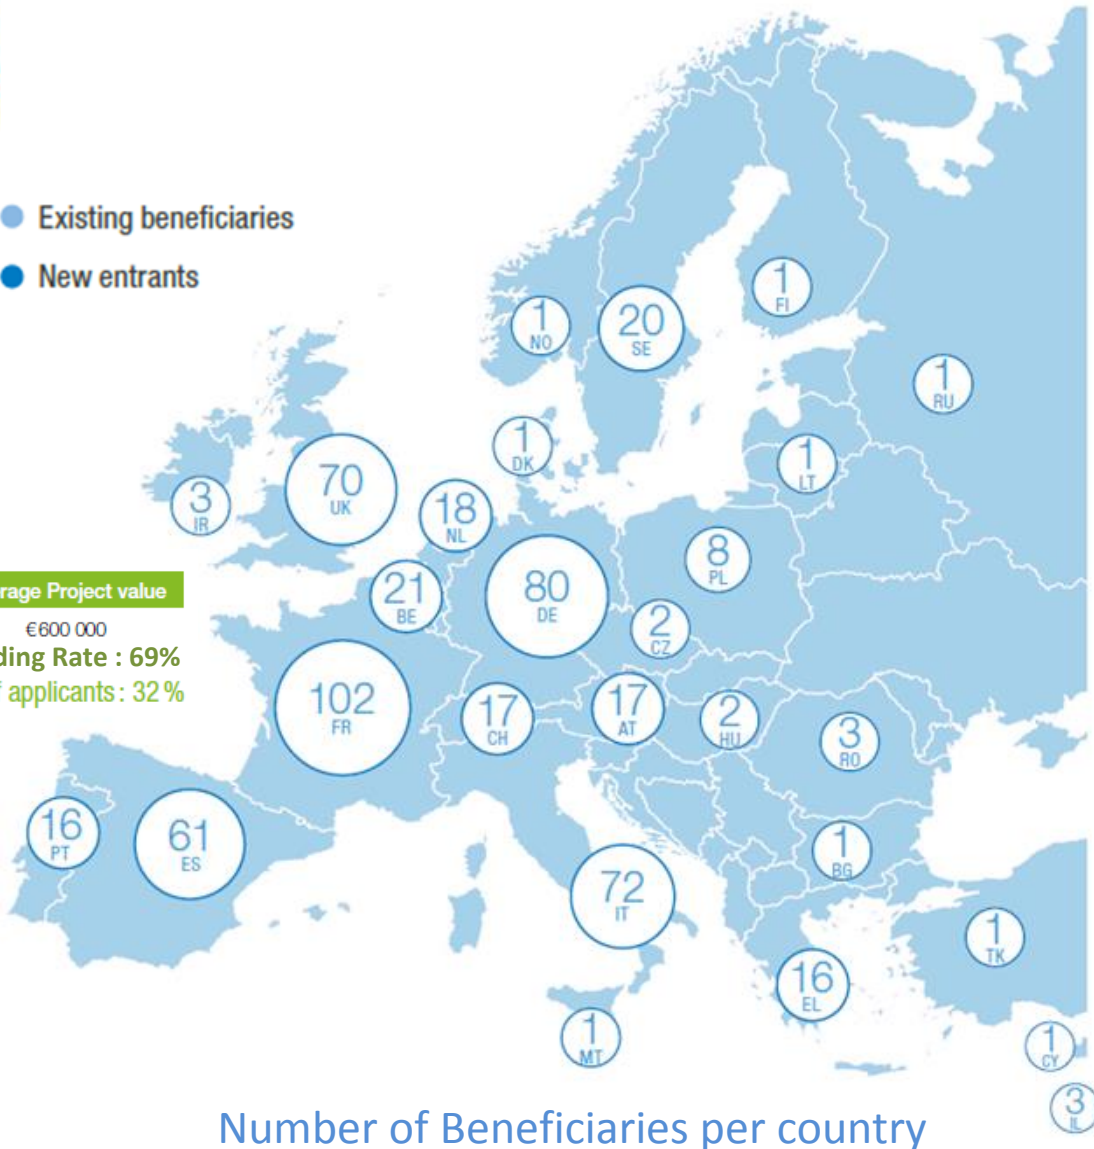 Existing beneficiaries
New entrants
1
FI
1
NO
20
SE
1
RU
1
DK
1
LT
70
UK
3
IR
18
NL
8
PL
80
DE
21
BE
2
CZ
rage Project value
€600 000
ding Rate : 69%
applicants : 32 %
102
FR
17
CH
17
AT
2
HU
3
RO
16
PT
61
ES
1
BG
72
IT
1
TK
16
EL
1
MT
1
CY
3
IL
Number of Beneficiaries per country